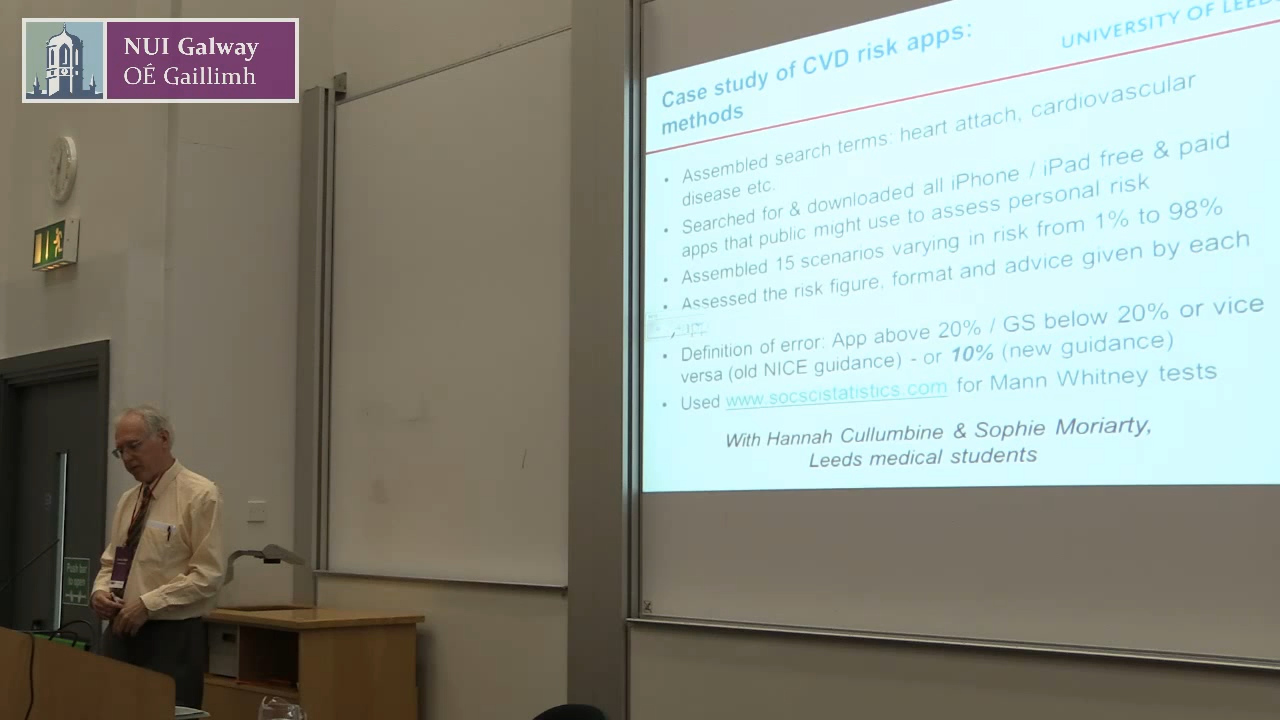 NUI Galway
OÉ Gaillimh
UNIVERSITY OF LEEDS
Case study of CVD risk apps:
methods
• Assembled search terms: heart attach, cardiovascular
disease etc.
• Searched for & downloaded all iPhone / iPad free & paid
apps that public might use to assess personal risk
• Assembled 15 scenarios varying in risk from 1% to 98%
• Assessed the risk figure, format and advice given by each
• Definition of error: App above 20% / GS below 20% or vice
versa (old NICE guidance) - or 10% (new guidance)
• Used www.socscistatistics.com for Mann Whitney tests
With Hannah Cullumbine & Sophie Moriarty,
Leeds medical students
Push bar
to open